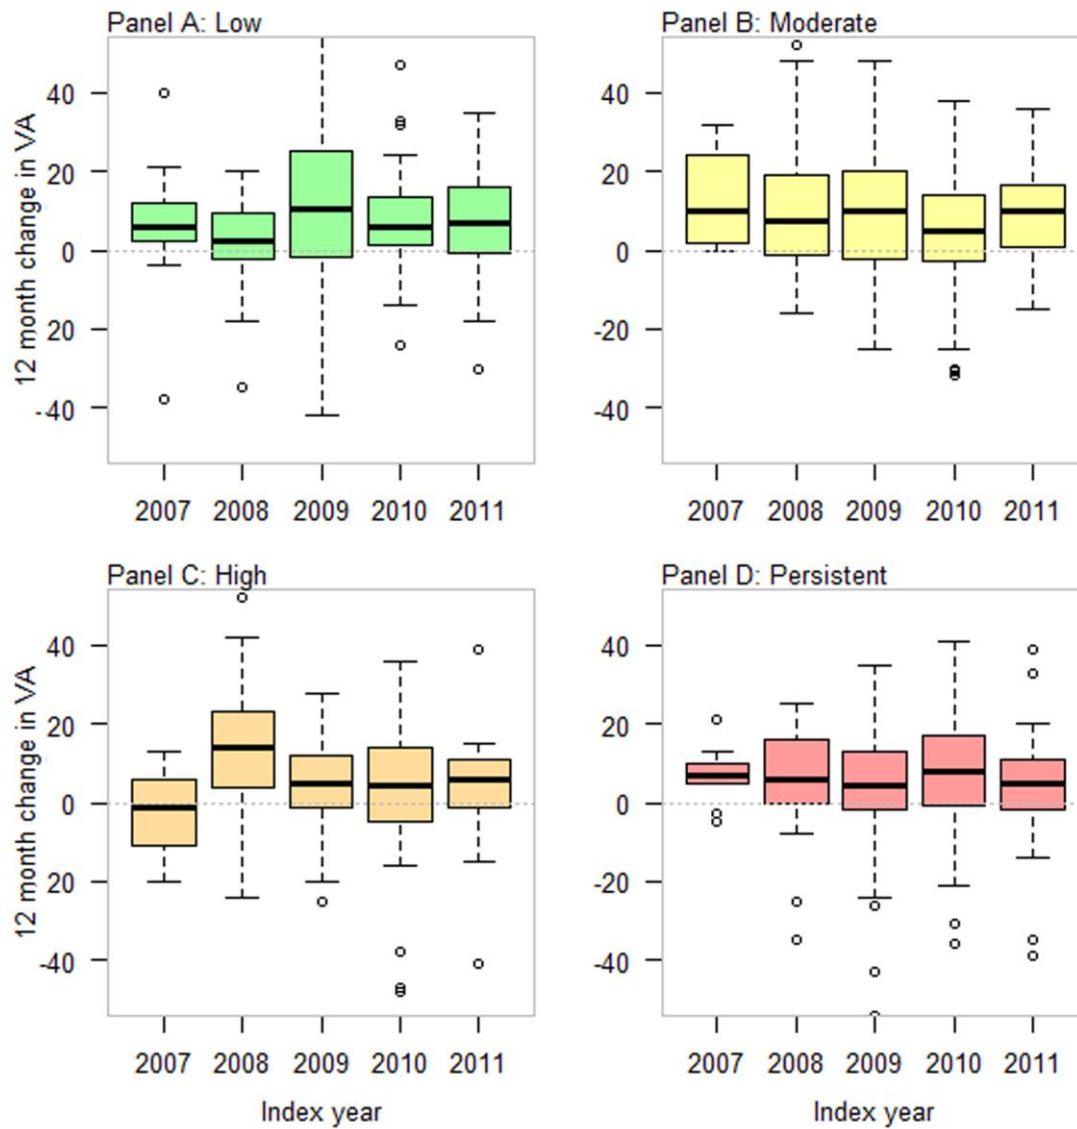 Panel A: Low
Panel B: Moderate
12 month change in VA
40
20
0
20
-40
40
20
0
-20
-40
2007 2008 2009 2010 2011
2007 2008 2009 2010 2011
Panel C: High
Panel D: Persistent
12 month change in VA
40
20
0
20
-40
40
20
0
-20
-40
2007 2008 2009 2010 2011
2007 2008 2009 2010 2011
Index year
Index year